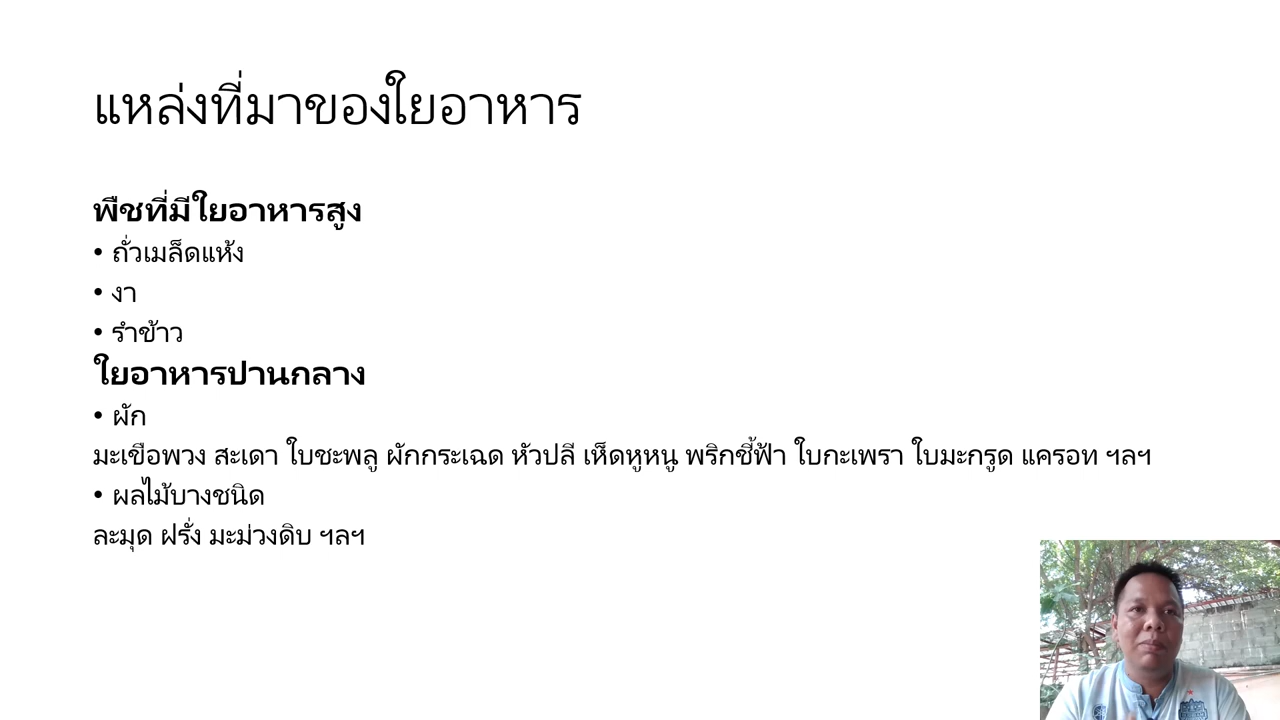 แหล่งที่มาของใยอาหาร
พืชที่มีใยอาหารสูง
• ถั่วเมล็ดแห้ง
• งา
• รำข้าว
ใยอาหารปานกลาง
• ผัก
มะเขือพวง สะเดา ใบชะพลู ผักกระเฉด หัวปลี เห็ดหูหนู พริกชี้ฟ้า ใบกะเพรา ใบมะกรูด แครอท ฯลฯ
• ผลไม้บางชนิด
ละมุด ฝรั่ง มะม่วงดิบ ฯลฯ